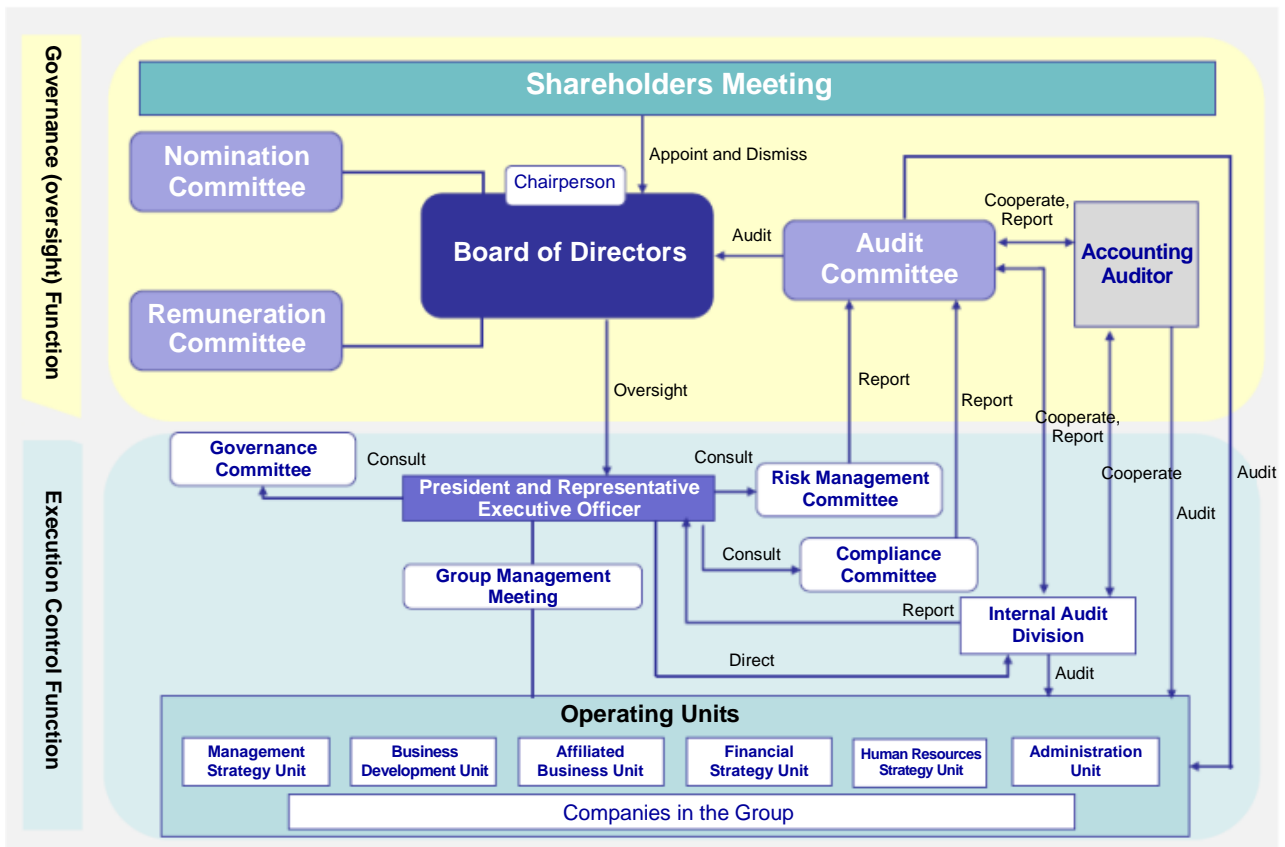 Governance (oversight) Function
Shareholders Meeting
Appoint and Dismiss
Nomination
Committee
Chairperson
Board of Directors
Audit
Audit
Committee
Cooperate,
Report
Accounting
Auditor
Remuneration
Committee
Oversight
Report
Report
Cooperate,
Report
Cooperate
Audit
Audit
Execution Control Function
Governance
Committee
Consult
President and Representative
Executive Officer
Consult
Risk Management
Committee
Consult
Compliance
Committee
Group Management
Meeting
Report
Internal Audit
Division
Direct
Audit
Operating Units
Management
Strategy Unit
Business
Development Unit
Affiliated
Business Unit
Financial
Strategy Unit
Human Resources
Strategy Unit
Administration
Unit
Companies in the Group